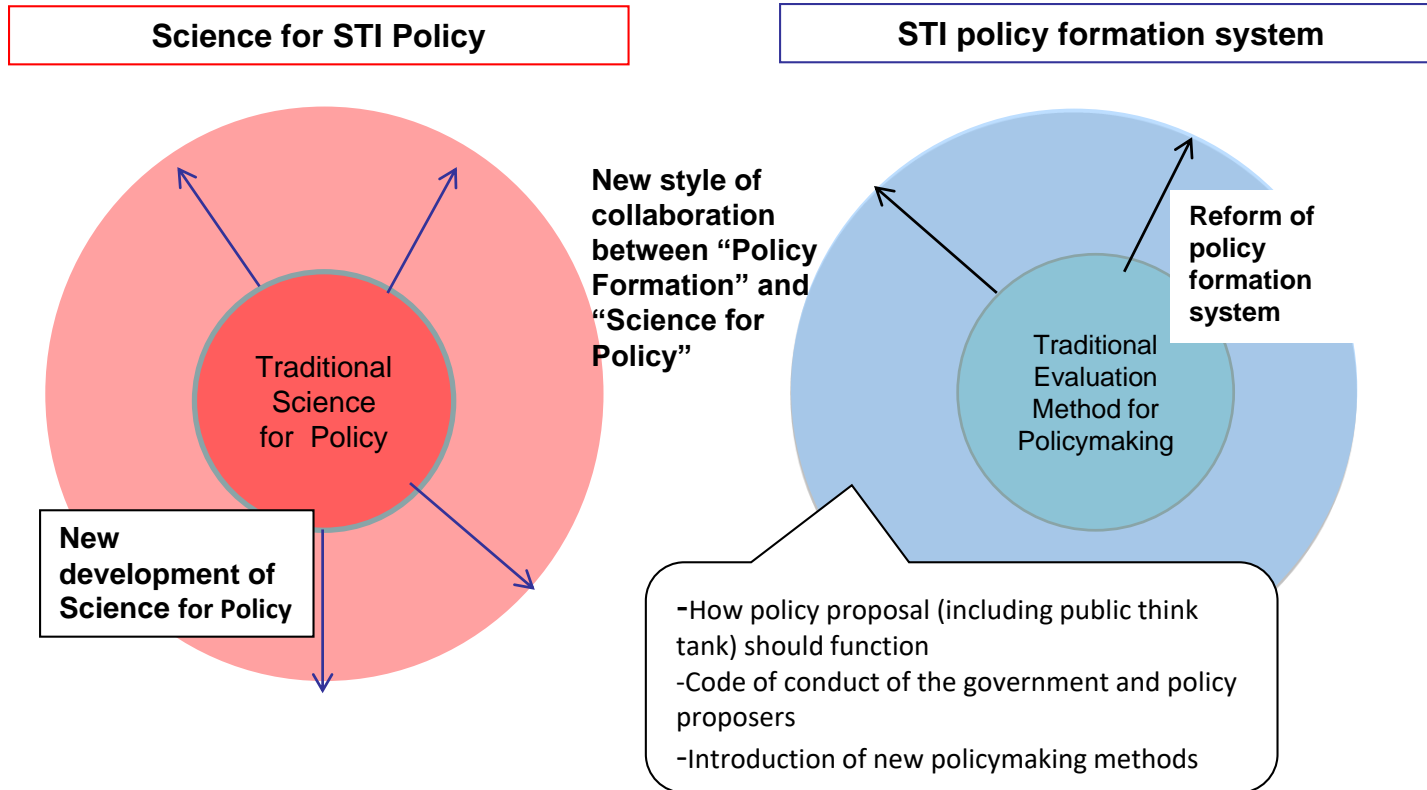 Science for STI Policy
STI policy formation system
New style of
collaboration
between “Policy
Formation” and
“Science for
Policy”
Reform of
policy
formation
system
Traditional
Science
for Policy
Traditional
Evaluation
Method for
Policymaking
New
development of
Science for Policy
-How policy proposal (including public think
tank) should function
-Code of conduct of the government and policy
proposers
-Introduction of new policymaking methods